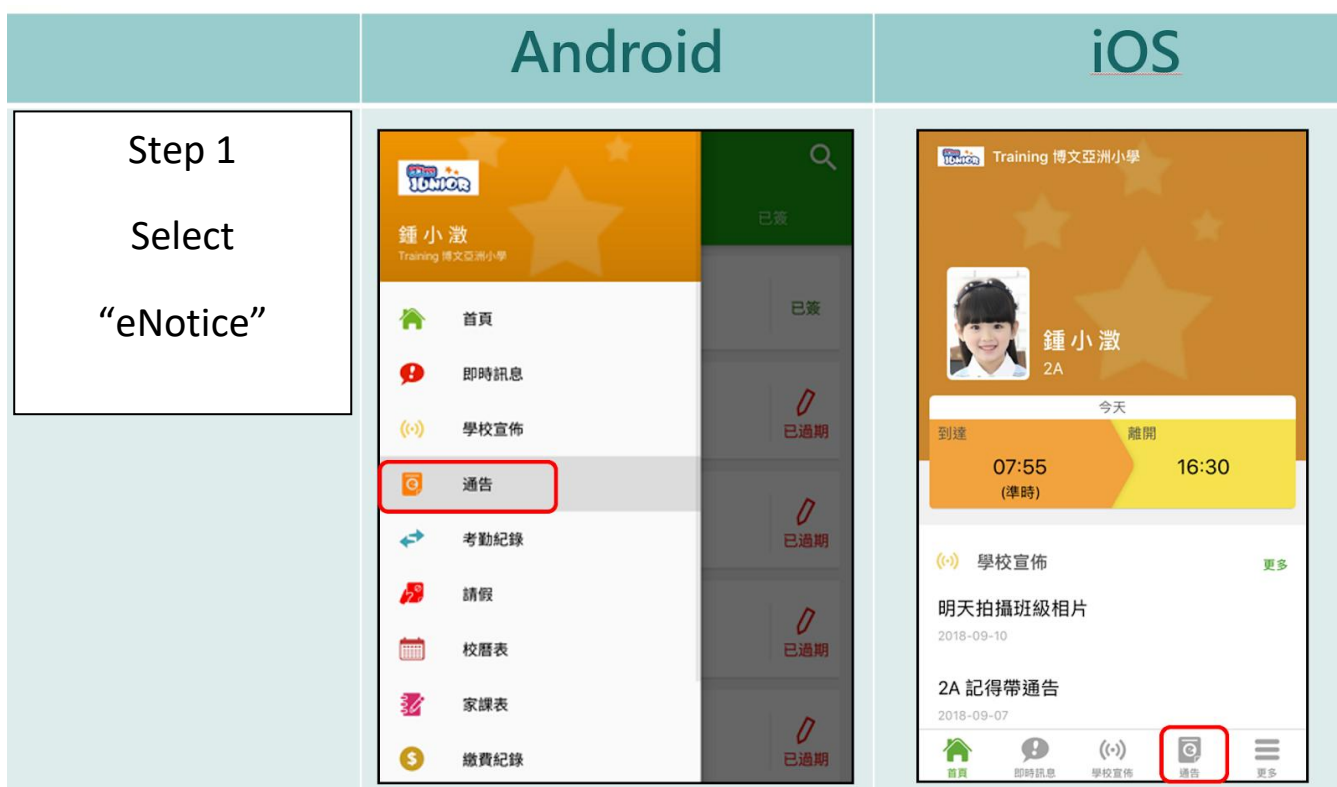 Android
iOS
Step 1
Select
“eNotice”
JUNIOR
鍾小澂
Training 博文亞洲小學
已簽
首頁
已簽
即時訊息
學校宣佈
已過期
通告
已過期
考勤紀錄
請假
校曆表
已過期
家課表
繳費紀錄
已過期
JUNIOR
Training 博文亞洲小學
鍾小澂
2A
今天
到達
離開
07:55
16:30
(準時)
學校宣佈
更多
明天拍攝班級相片
2018-09-10
2A 記得帶通告
2018-09-07
首頁
即時訊息
學校宣佈
通告
更多